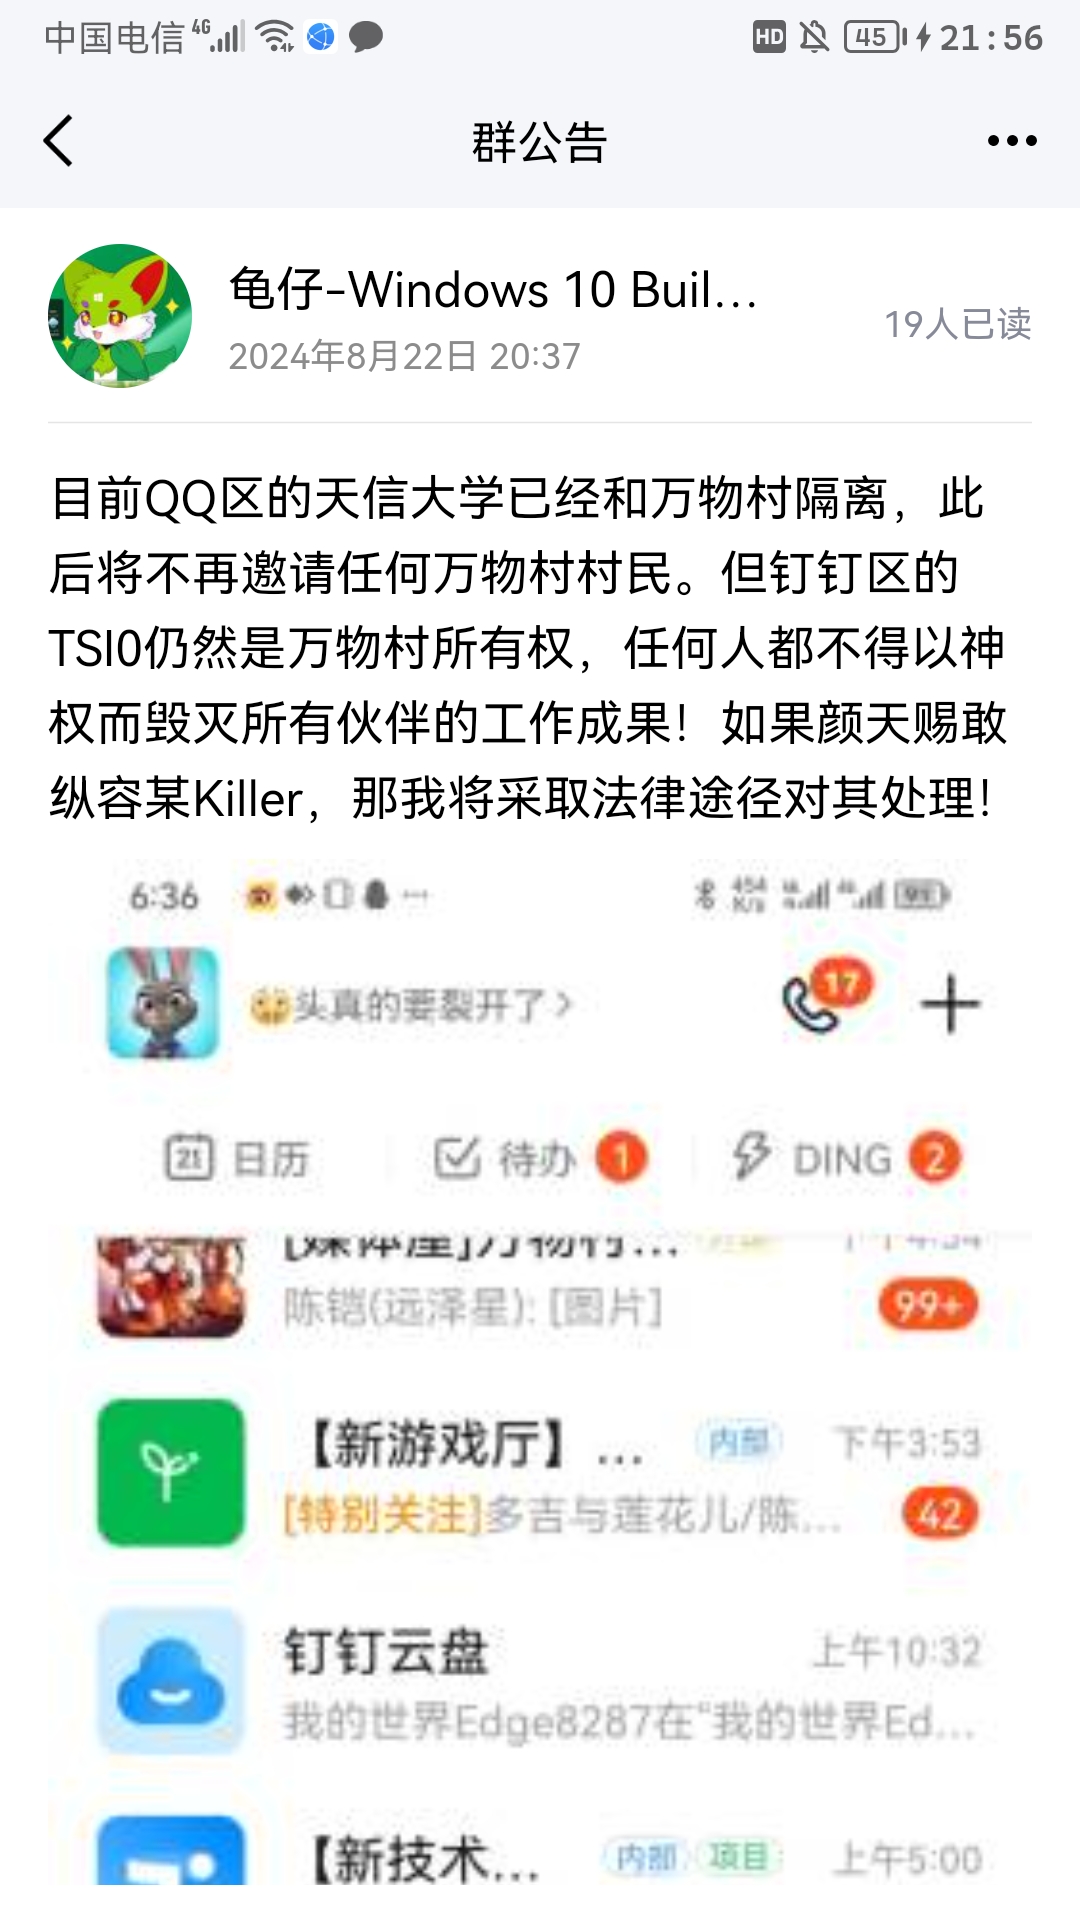 中国电信 4G HD 45 21:56
群公告
龟仔-Windows 10 Buil...
2024年8月22日 20:37
19人已读
目前QQ区的天信大学已经和万物村隔离，此
后将不再邀请任何万物村村民。但钉钉区的
TSI0仍然是万物村所有权，任何人都不得以神
权而毁灭所有伙伴的工作成果！如果颜天赐敢
纵容某Killer，那我将采取法律途径对其处理！
6:36 ...
头真的要裂开了>
17
21 日历 待办 1 DING 2
[媒体崖]万物村...
陈铠(远泽星): [图片] 99+
【新游戏厅】... 内部 下午3:53
[特别关注]多吉与莲花儿/陈... 42
钉钉云盘 上午10:32
我的世界Edge8287在“我的世界Ed...
【新技术... 内部 项目 上午5:00